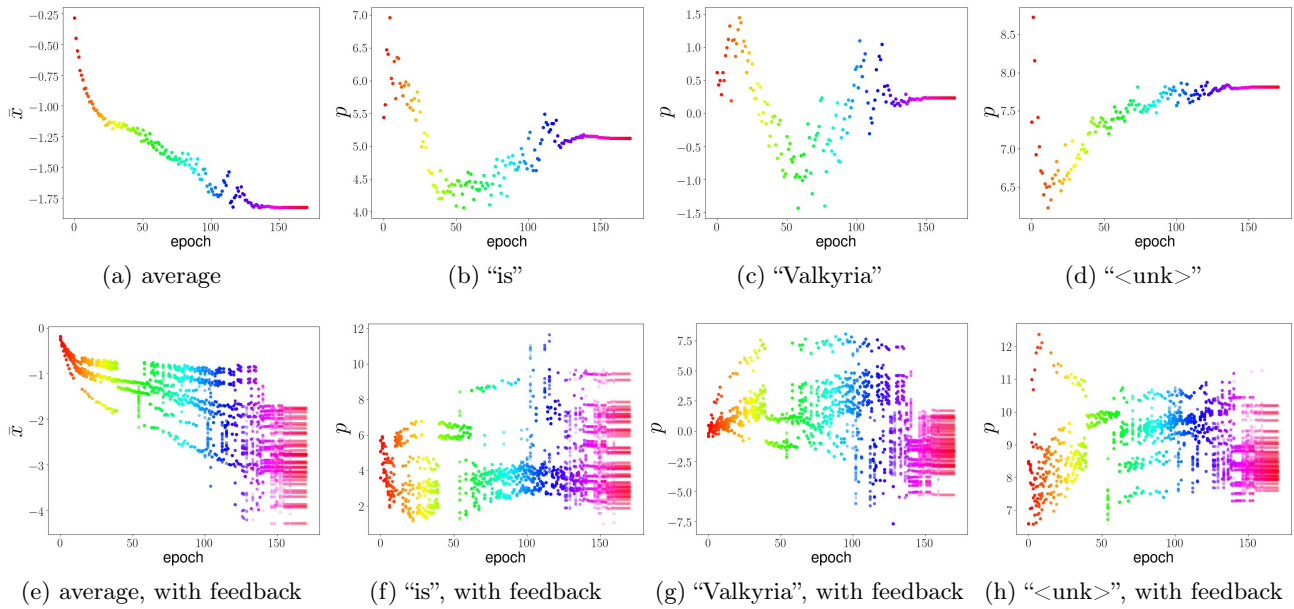 −0.25
−0.50
−0.75
−1.00
−1.25
−1.50
−1.75
x̄
0 50 100 150
epoch
(a) average
7.0
6.5
6.0
5.5
5.0
4.5
4.0
p
0 50 100 150
epoch
(b) “is”
1.5
1.0
0.5
0.0
−0.5
−1.0
−1.5
p
0 50 100 150
epoch
(c) “Valkyria”
8.5
8.0
7.5
7.0
6.5
p
0 50 100 150
epoch
(d) “<unk>”
0
−1
−2
−3
−4
x̄
0 50 100 150
epoch
(e) average, with feedback
12
10
8
6
4
2
p
0 50 100 150
epoch
(f) “is”, with feedback
7.5
5.0
2.5
0.0
−2.5
−5.0
−7.5
p
0 50 100 150
epoch
(g) “Valkyria”, with feedback
12
11
10
9
8
7
p
0 50 100 150
epoch
(h) “<unk>”, with feedback